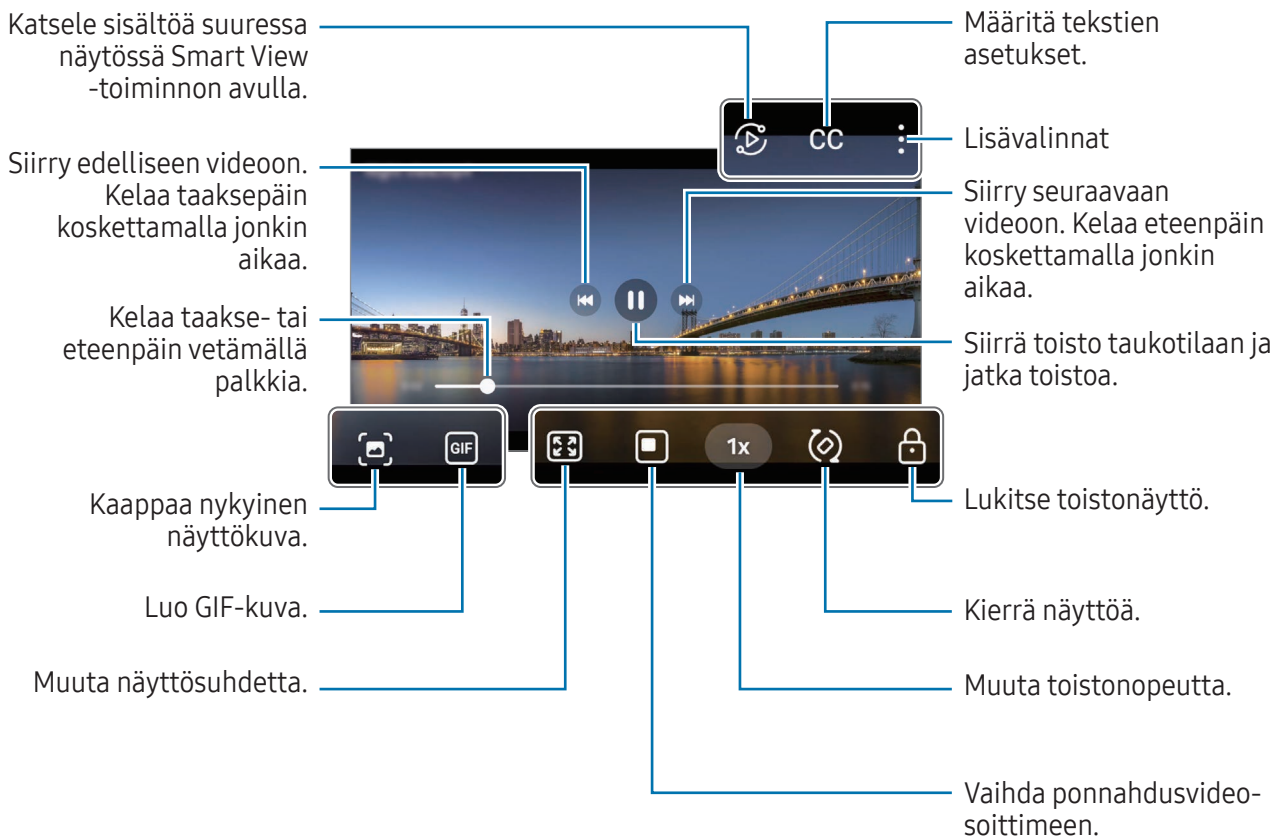 Katsele sisältöä suuressa
näytössä Smart View
-toiminnon avulla.
Määritä tekstien
asetukset.
CC
Lisävalinnat
Siirry edelliseen videoon.
Kelaa taaksepäin
koskettamalla jonkin
aikaa.
Siirry seuraavaan
videoon. Kelaa eteenpäin
koskettamalla jonkin
aikaa.
Kelaa taakse- tai
eteenpäin vetämällä
palkkia.
Siirrä toisto taukotilaan ja
jatka toistoa.
GIF
1x
Kaappaa nykyinen
näyttökuva.
Lukitse toistonäyttö.
Luo GIF-kuva.
Kierrä näyttöä.
Muuta näyttösuhdetta.
Muuta toistonopeutta.
Vaihda ponnahdusvideo-
soittimeen.